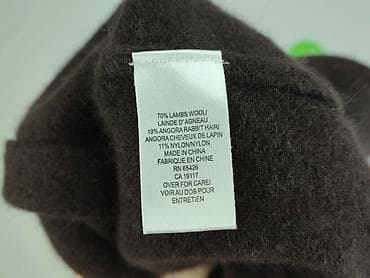 70% LAMBS WOOL/
LAINDE D' AGNEAU
19% ANGORA RABBIT HAIR/
ANGORA CHEVEUX DE LAPIN
11% NYLON/NYLON
MADE IN CHINA
FABRIQUE EN CHINE
RN 65426
CA 19117
OVER FOR CARE/
VOIR AU DOS POUR
ENTRETIEN